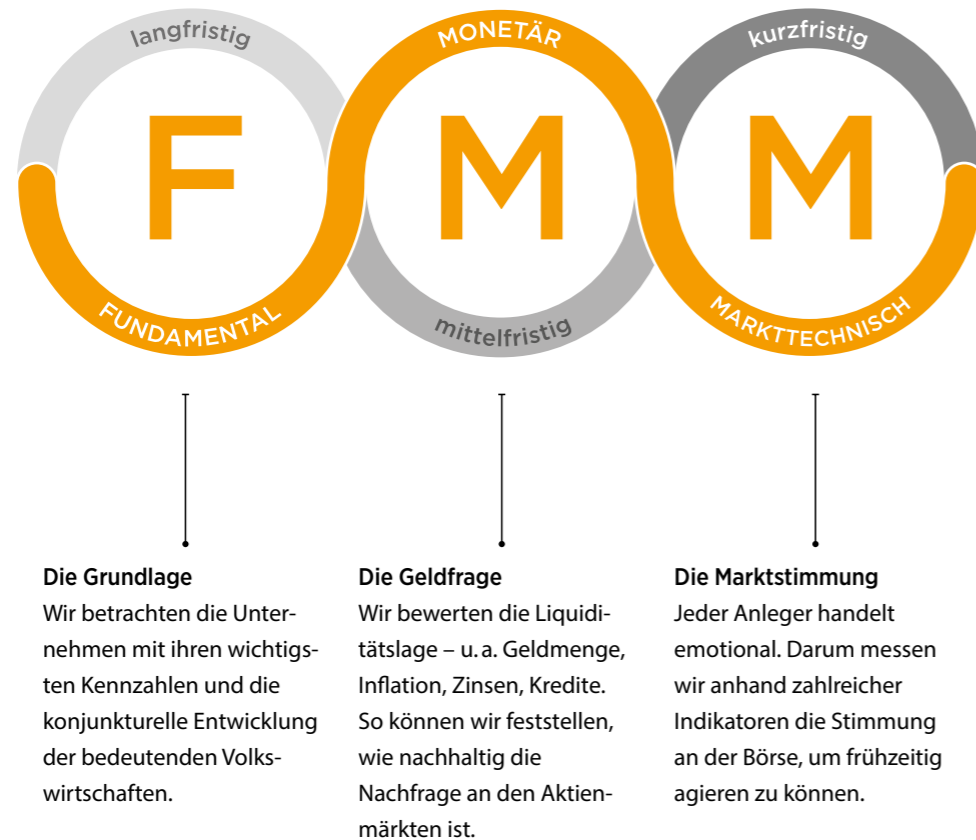 langfristig
MONETÄR
kurzfristig
F
M
M
FUNDAMENTAL
mittelfristig
MARKTTECHNISCH
Die Grundlage
Wir betrachten die Unter-
nehmen mit ihren wichtigs-
ten Kennzahlen und die
konjunkturelle Entwicklung
der bedeutenden Volks-
wirtschaften.
Die Geldfrage
Wir bewerten die Liquidi-
tätslage – u. a. Geldmenge,
Inflation, Zinsen, Kredite.
So können wir feststellen,
wie nachhaltig die
Nachfrage an den Aktien-
märkten ist.
Die Marktstimmung
Jeder Anleger handelt
emotional. Darum messen
wir anhand zahlreicher
Indikatoren die Stimmung
an der Börse, um frühzeitig
agieren zu können.